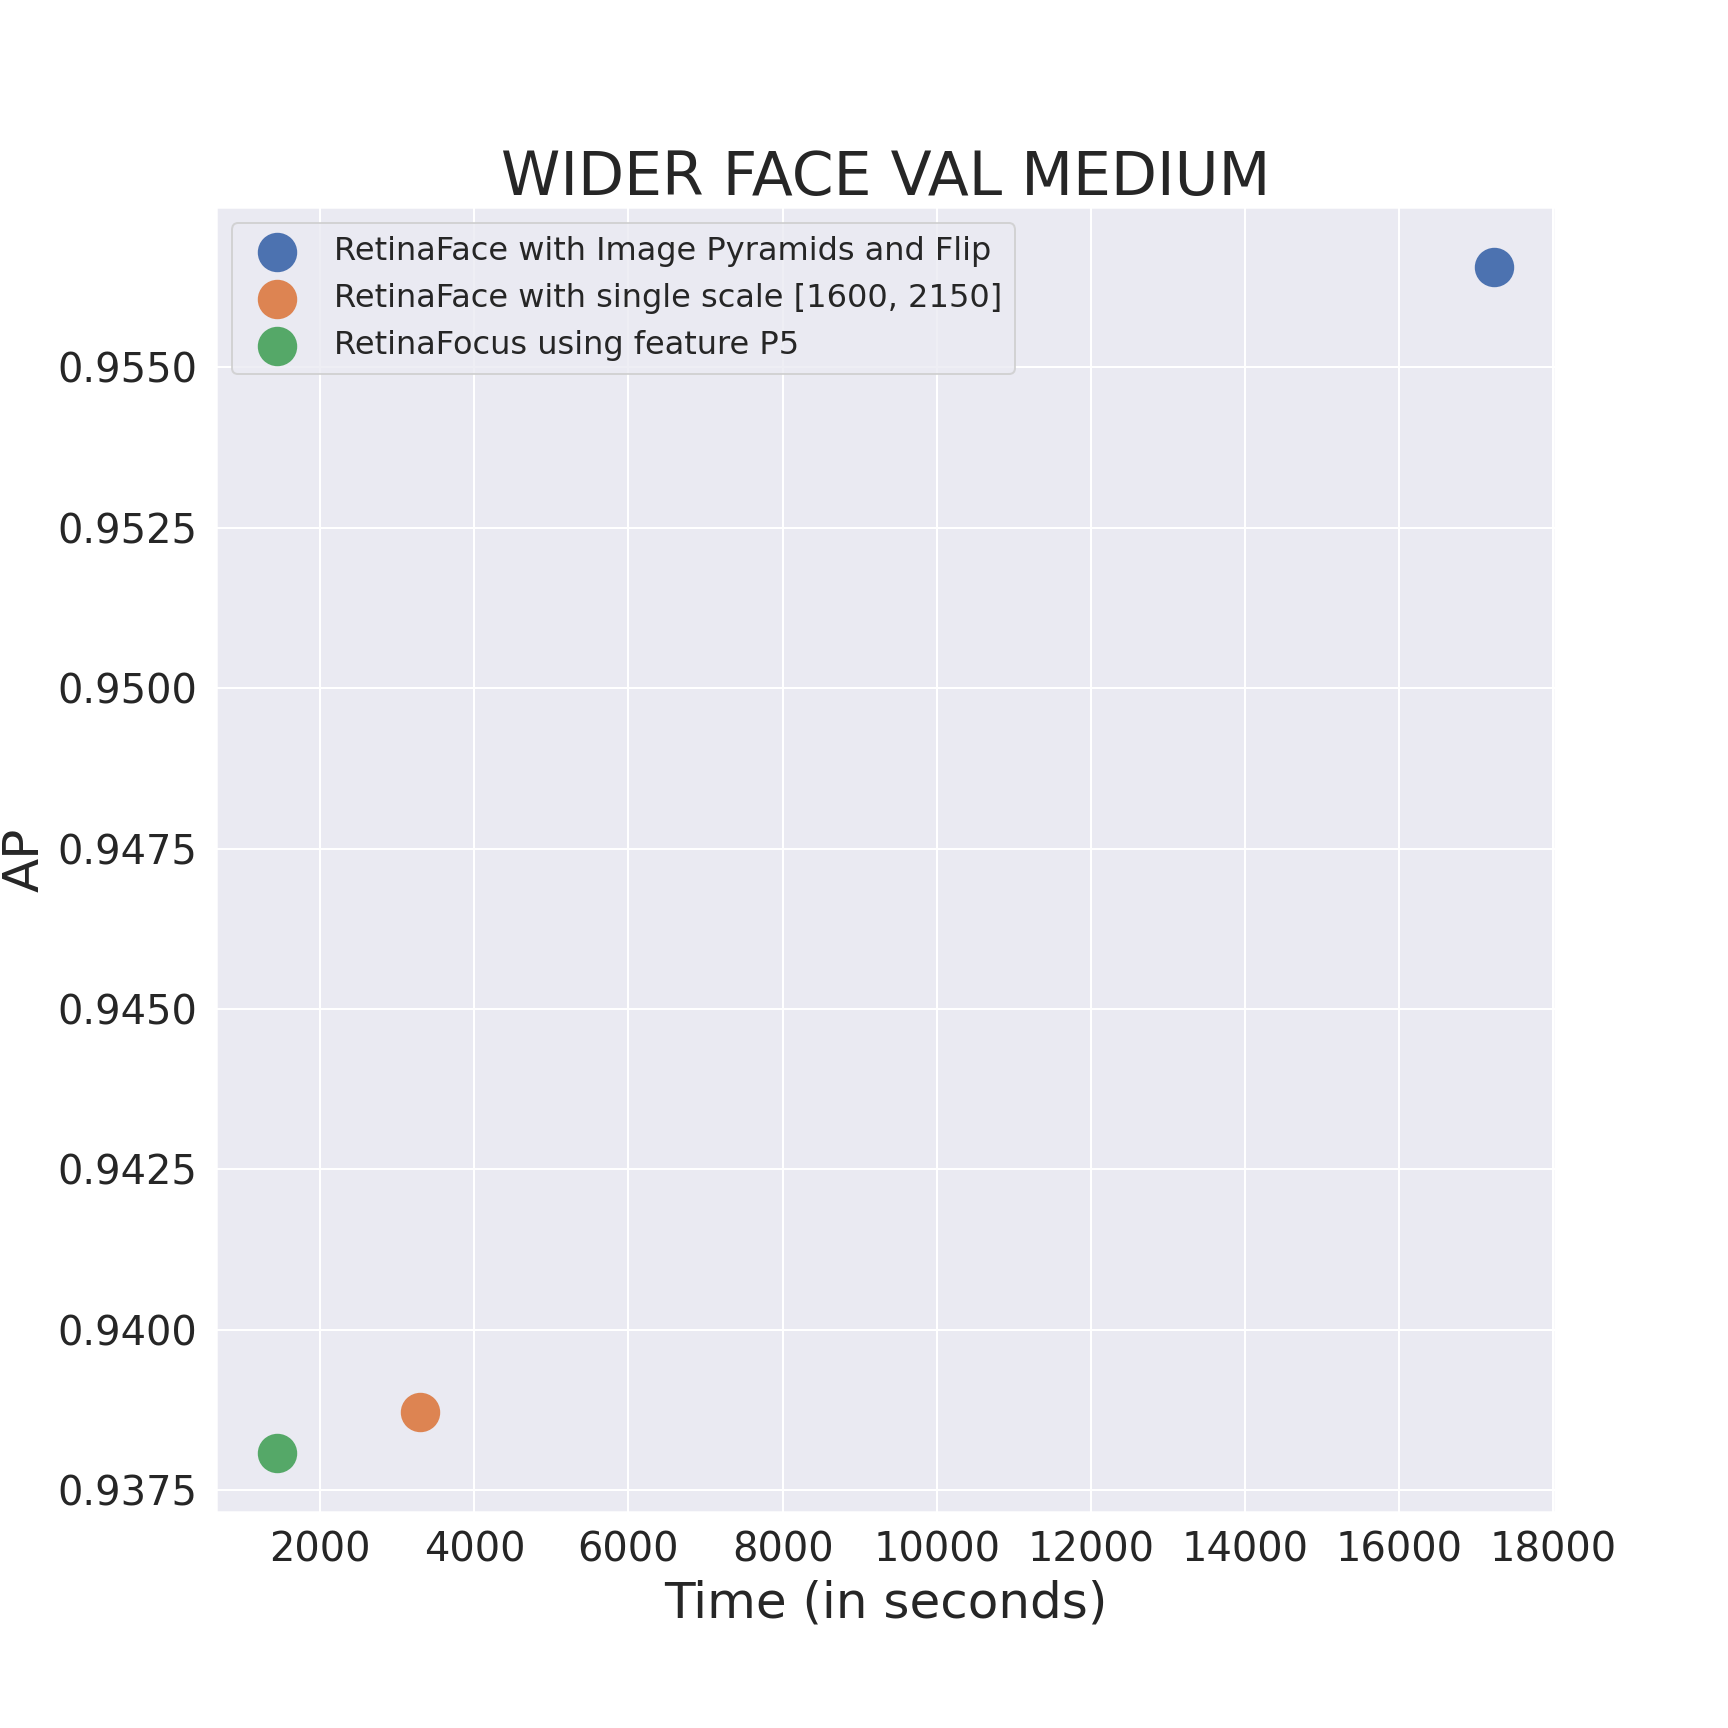 WIDER FACE VAL MEDIUM
RetinaFace with Image Pyramids and Flip
RetinaFace with single scale [1600, 2150]
RetinaFocus using feature P5
0.9550
0.9525
0.9500
0.9475
0.9450
0.9425
0.9400
0.9375
AP
2000 4000 6000 8000 10000 12000 14000 16000 18000
Time (in seconds)